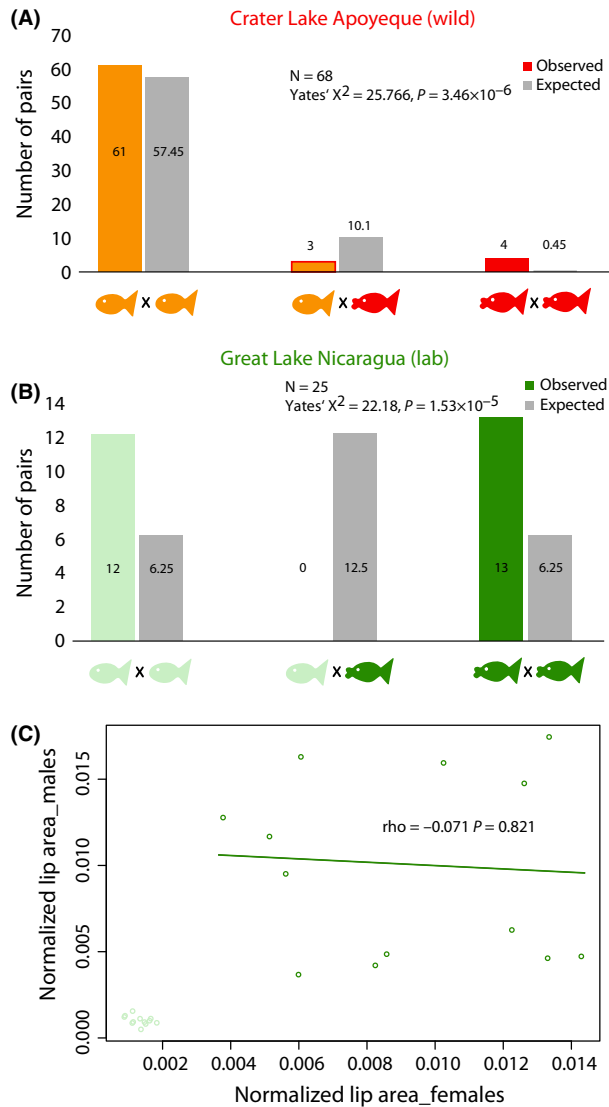 (A)
Crater Lake Apoyeque (wild)
Number of pairs
70
60
50
40
30
20
10
0
N = 68
Yates‘ X² = 25.766, P = 3.46×10⁻⁶
Observed
Expected
61
57.45
3
10.1
4
0.45
x
x
x
Great Lake Nicaragua (lab)
(B)
Number of pairs
14
12
10
8
6
4
2
0
N = 25
Yates‘ X² = 22.18, P = 1.53×10⁻⁵
Observed
Expected
12
6.25
0
12.5
13
6.25
x
x
x
(C)
Normalized lip area_males
0.015
0.010
0.005
0.000
rho = −0.071 P = 0.821
0.002
0.004
0.006
0.008
0.010
0.012
0.014
Normalized lip area_females